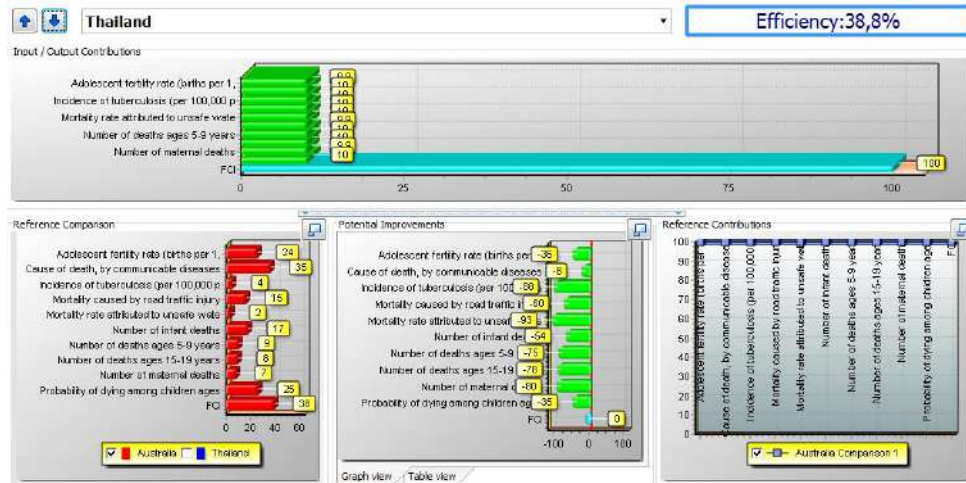 Thailand
Efficiency:38,8%
Input / Output Contributions
Adolescent fertility rate (births per 1,
Incidence of tuberculosis (per 100,000 p
Mortality rate attributed to unsafe wate
Number of deaths ages 5-9 years
Number of maternal deaths
FCI
10
10
10
10
10
100
0 25 50 75 100
Reference Comparison
Adolescent fertility rate (births per 1, 24
Cause of death, by communicable diseases 35
Incidence of tuberculosis (per 100,000 p 4
Mortality caused by road traffic injury 15
Mortality rate attributed to unsafe wate 2
Number of infant deaths 17
Number of deaths ages 5-9 years 9
Number of deaths ages 15-19 years 8
Number of maternal deaths 7
Probability of dying among children ages 25
FCI 38
0 20 40 60
Australia Thailand
Potential Improvements
Adolescent fertility rate (births per -35
Cause of death, by communicable diseases
Incidence of tuberculosis (per 100
Mortality caused by road traffic in -80
Mortality rate attributed to unsafe -93
Number of infant de -54
Number of deaths ages 5-9 -75
Number of deaths ages 15-19 -78
Number of maternal d -80
Probability of dying among children ag -35
FCI 0
-100 0 100
Graph view Table view
Reference Contributions
100
90
80
70
60
50
40
30
20
10
0
Adolescent fertility rate (births per
Cause of death, by communicable diseases
Incidence of tuberculosis (per 100,000
Mortality caused by road traffic injur
Mortality rate attributed to unsafe wat
Number of infant death
Number of deaths ages 5-9 year
Number of deaths ages 15-19 year
Number of maternal death
Probability of dying among children age
FCI
Australia Comparison 1